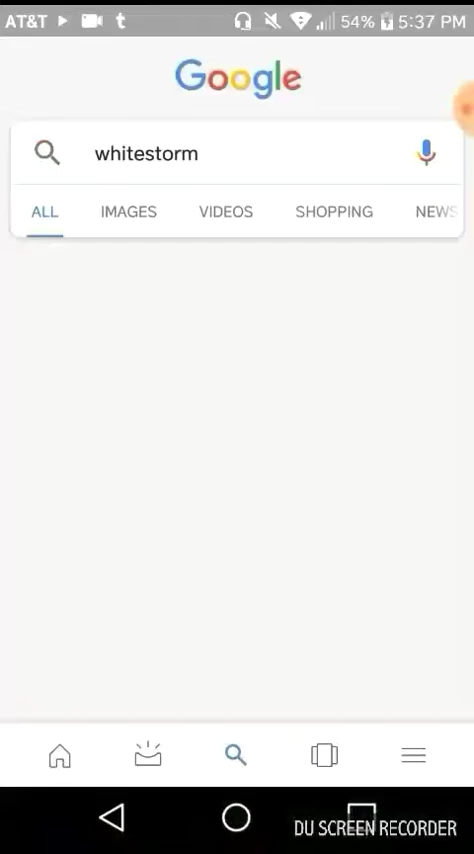 AT&T t 54% 5:37 PM
Google
whitestorm
ALL IMAGES VIDEOS SHOPPING NEWS
DU SCREEN RECORDER